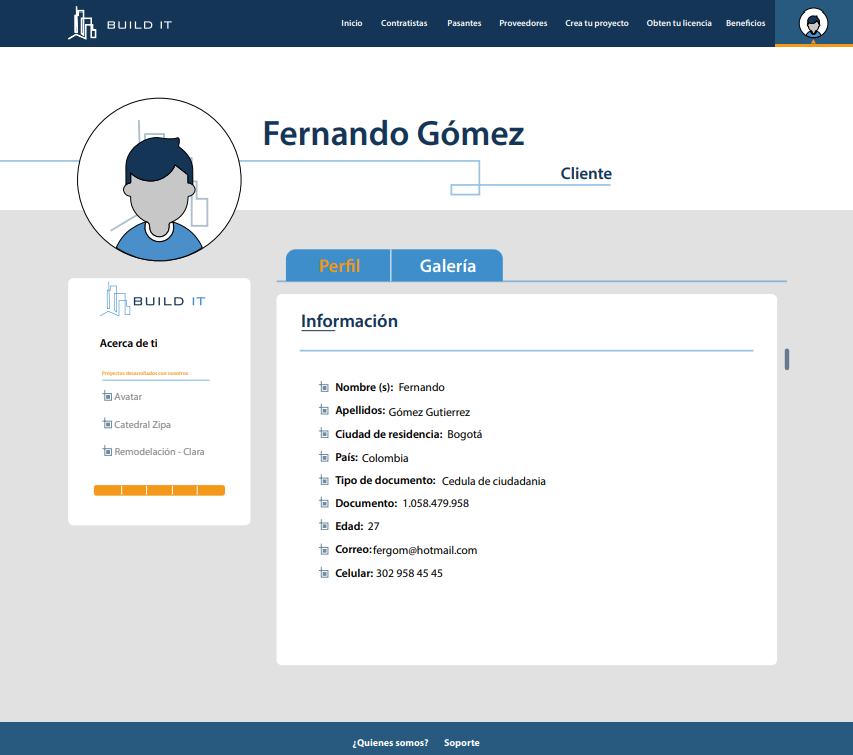 BUILD IT
Inicio Contratistas Pasantes Proveedores Crea tu proyecto Obten tu licencia Beneficios
Fernando Gómez
Cliente
Perfil Galería
BUILD IT
Acerca de ti
Proyectos desarrollados con nosotros
Avatar
Catedral Zipa
Remodelación - Clara
Información
Nombre (s): Fernando
Apellidos: Gómez Gutierrez
Ciudad de residencia: Bogotá
País: Colombia
Tipo de documento: Cedula de ciudadania
Documento: 1.058.479.958
Edad: 27
Correo: fergom@hotmail.com
Celular: 302 958 45 45
¿Quienes somos? Soporte